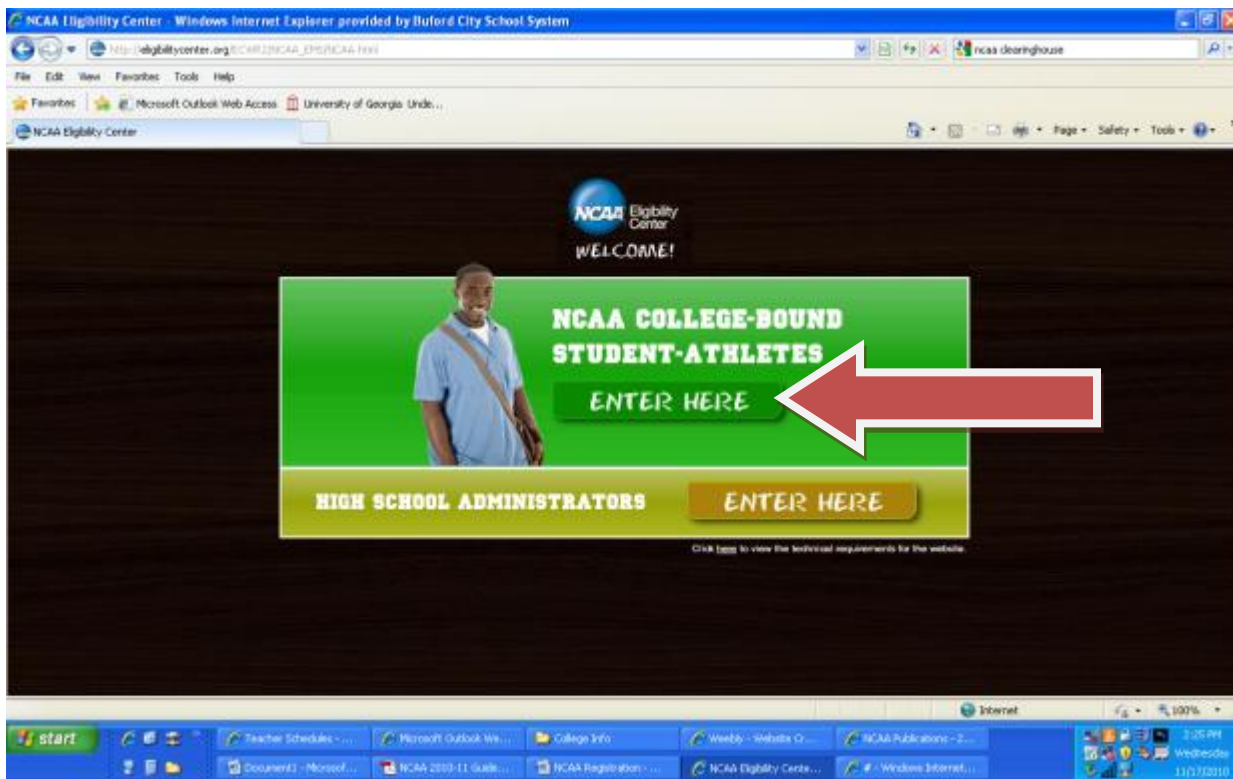 NCAA Eligibility Center - Windows Internet Explorer provided by Buford City School System
ncaa clearinghouse
File Edit View Favorites Tools Help
Favorites Microsoft Outlook Web Access University of Georgia Unde...
NCAA Eligibility Center
Page Safety Tools
NCAA Eligibility
Center
WELCOME!
NCAA COLLEGE-BOUND
STUDENT-ATHLETES
ENTER HERE
HIGH SCHOOL ADMINISTRATORS
ENTER HERE
Click here to view the technical requirements for the website.
Internet 100%
start Teacher Schedules - ... Microsoft Outlook We... College Info Weebly - Website C... NCAA Publications - 2... 2:25 PM
Document1 - Microsof... NCAA 2010-11 Guide... NCAA Registration - ... NCAA Eligibility Cente... # - Windows Internet... Wednesday
11/17/2010